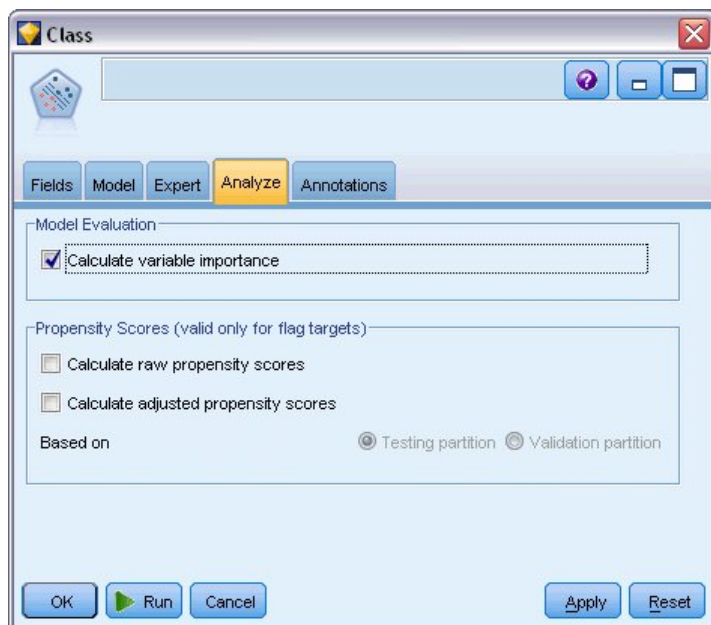 Class
Fields Model Expert Analyze Annotations
Model Evaluation
Calculate variable importance
Propensity Scores (valid only for flag targets)
Calculate raw propensity scores
Calculate adjusted propensity scores
Based on Testing partition Validation partition
OK Run Cancel Apply Reset